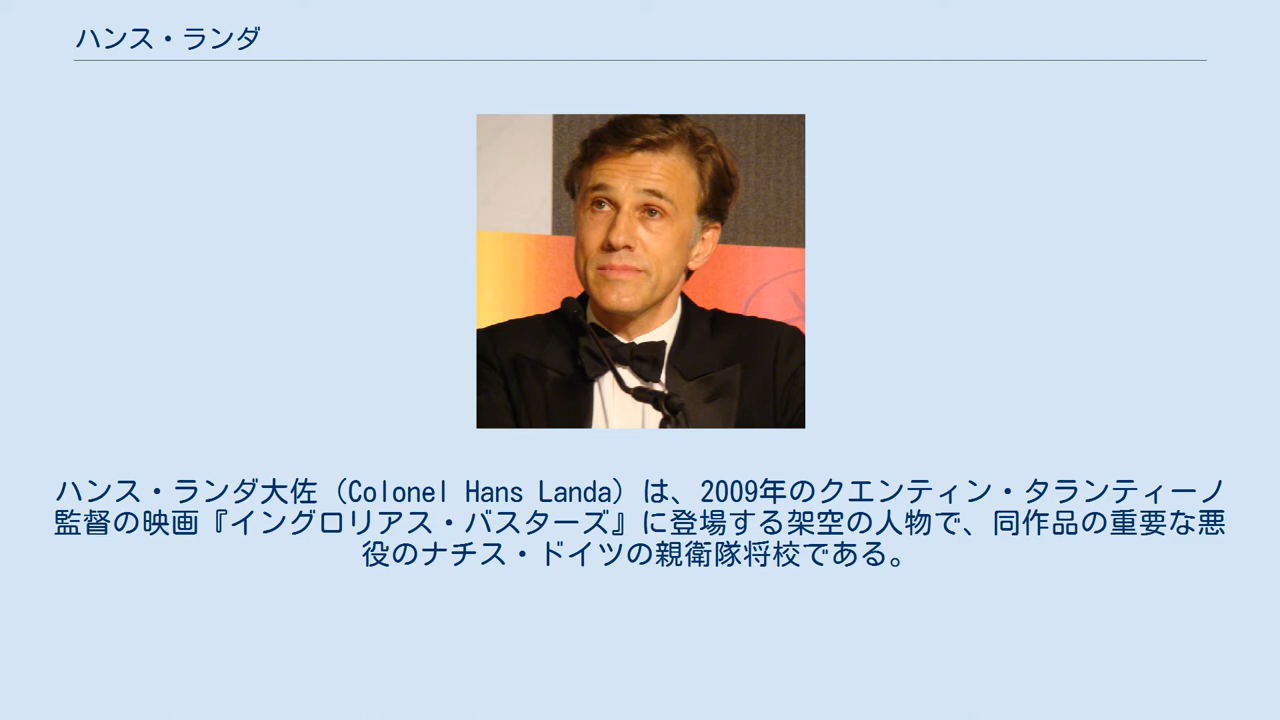 ハンス・ランダ
ハンス・ランダ大佐（Colonel Hans Landa）は、2009年のクエンティン・タランティーノ
監督の映画『イングロリアス・バスターズ』に登場する架空の人物で、同作品の重要な悪
役のナチス・ドイツの親衛隊将校である。